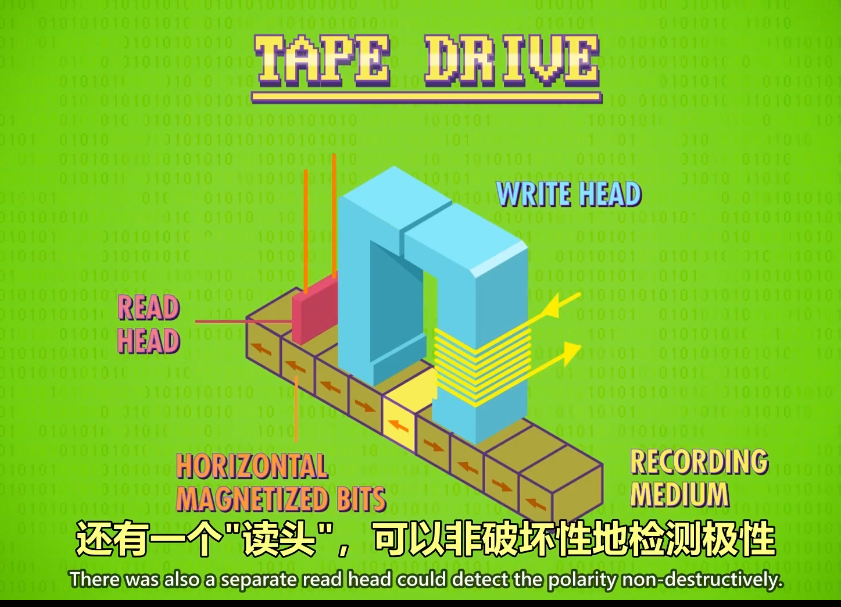 TAPE DRIVE
WRITE HEAD
READ
HEAD
HORIZONTAL
MAGNETIZED BITS
RECORDING
MEDIUM
还有一个"读头"，可以非破坏性地检测极性
There was also a separate read head could detect the polarity non-destructively.